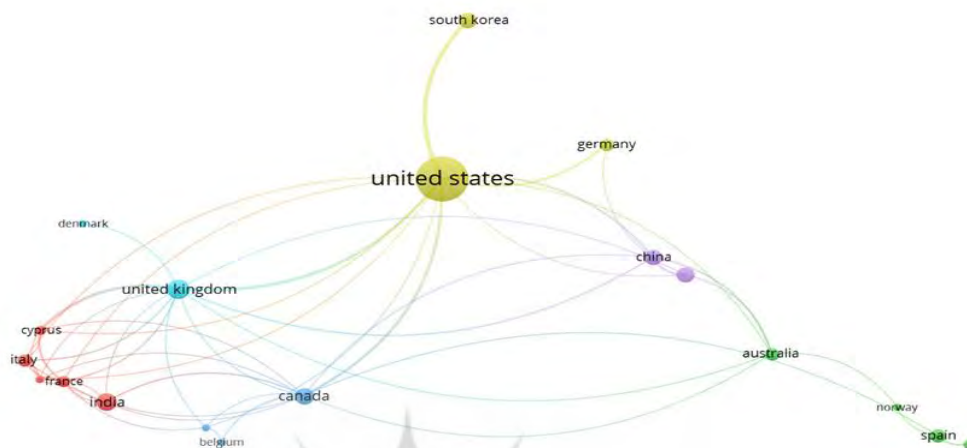 south korea
germany
united states
denmark
china
united kingdom
cyprus
australia
italy
france
canada
india
norway
spain
belgium